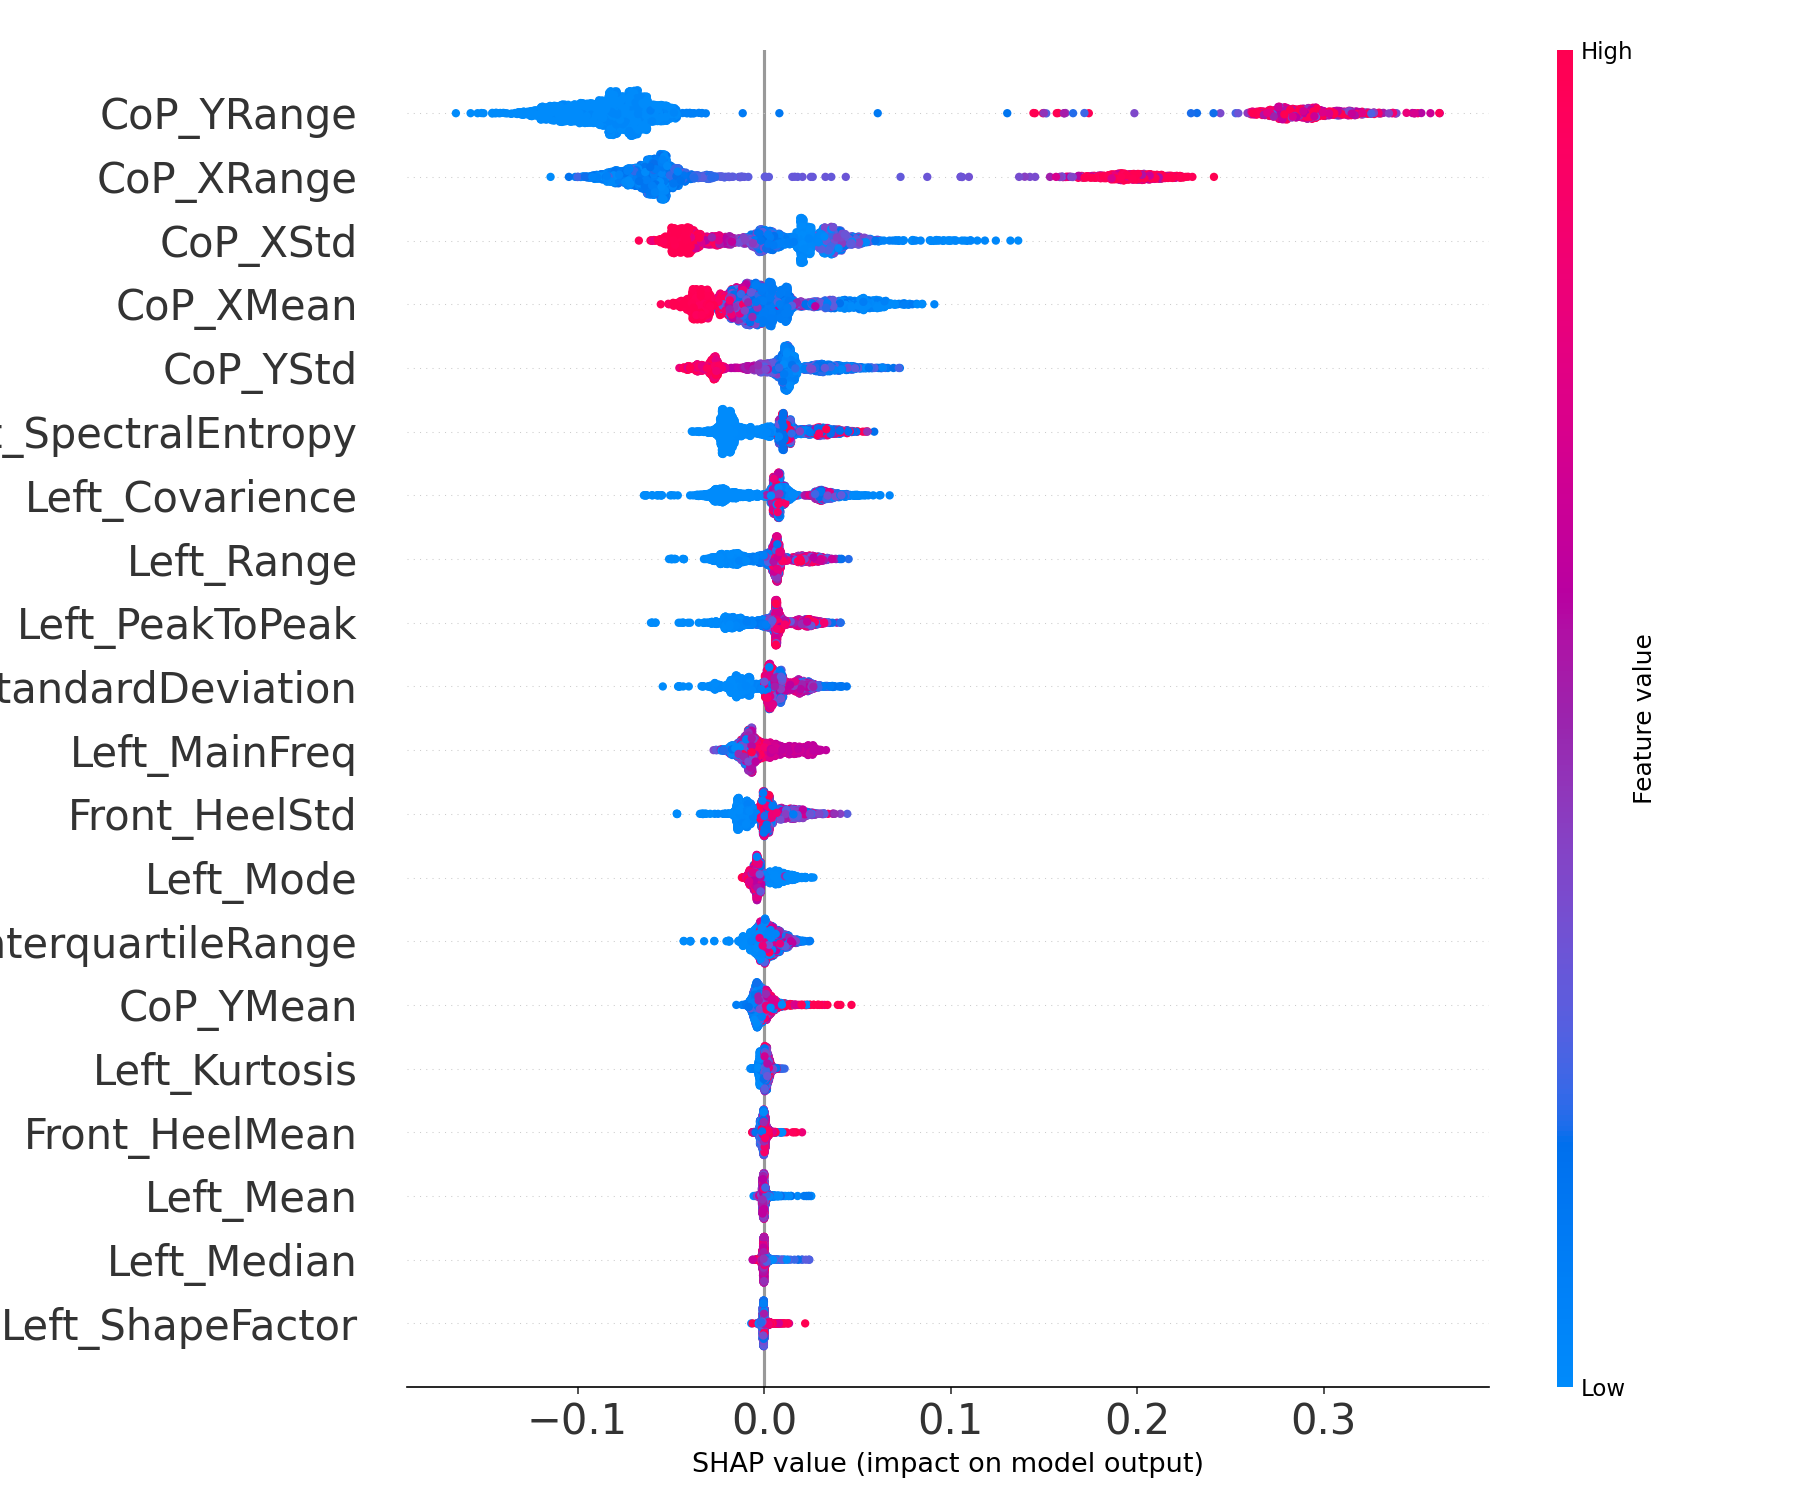 High
CoP_YRange
CoP_XRange
CoP_XStd
CoP_XMean
CoP_YStd
t_SpectralEntropy
Left_Covarience
Left_Range
Left_PeakToPeak
tandardDeviation
Left_MainFreq
Front_HeelStd
Left_Mode
nterquartileRange
CoP_YMean
Left_Kurtosis
Front_HeelMean
Left_Mean
Left_Median
Left_ShapeFactor
Feature value
Low
−0.1 0.0 0.1 0.2 0.3
SHAP value (impact on model output)